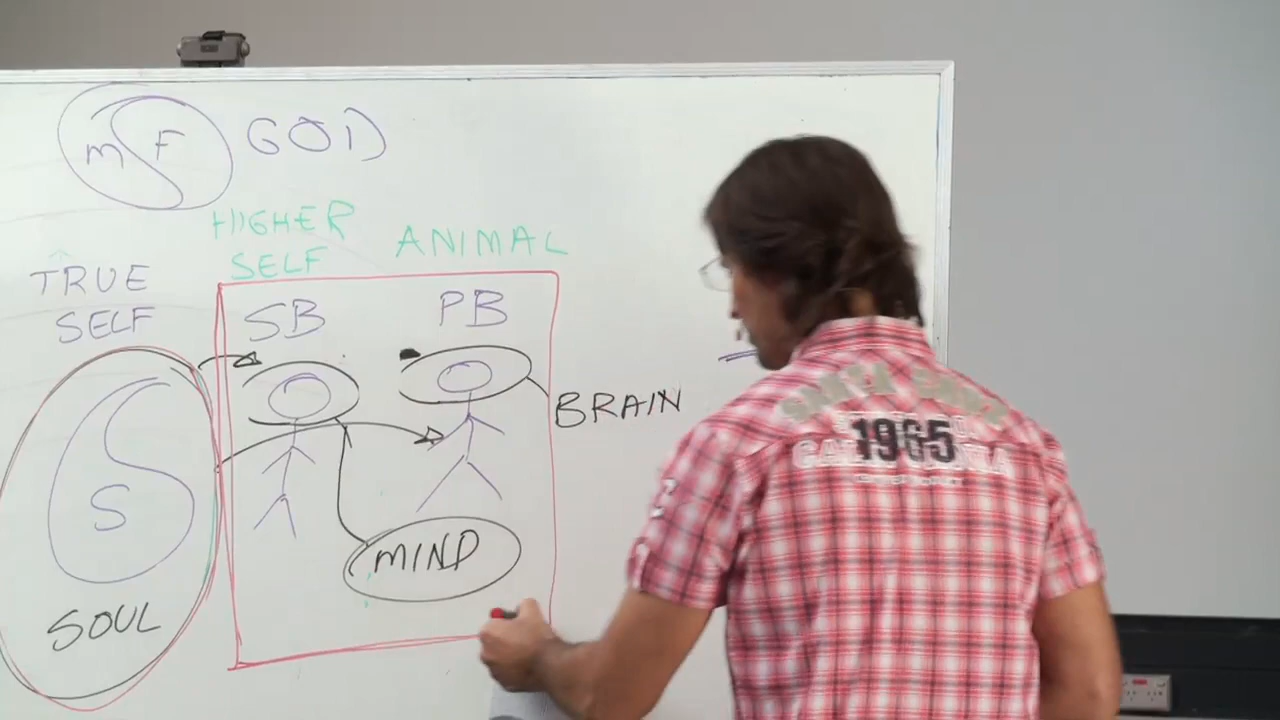 M F GOD
HIGHER
SELF
ANIMAL
TRUE
SELF
SB
PB
BRAIN
S
MIND
SOUL
1965